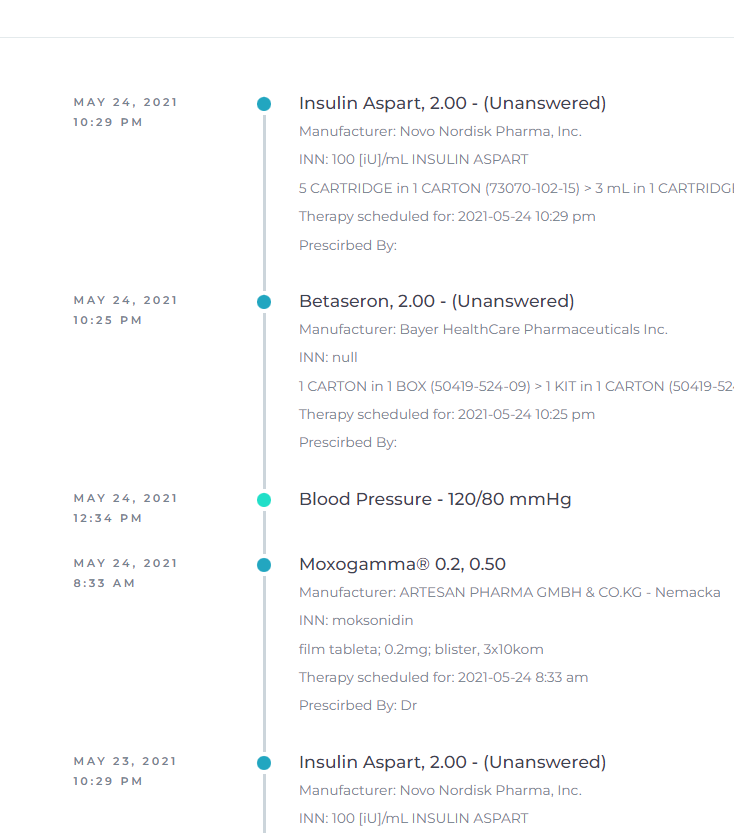 MAY 24, 2021
10:29 PM
Insulin Aspart, 2.00 - (Unanswered)
Manufacturer: Novo Nordisk Pharma, Inc.
INN: 100 [iU]/mL INSULIN ASPART
5 CARTRIDGE in 1 CARTON (73070-102-15) > 3 mL in 1 CARTRIDGE
Therapy scheduled for: 2021-05-24 10:29 pm
Prescirbed By:
MAY 24, 2021
10:25 PM
Betaseron, 2.00 - (Unanswered)
Manufacturer: Bayer HealthCare Pharmaceuticals Inc.
INN: null
1 CARTON in 1 BOX (50419-524-09) > 1 KIT in 1 CARTON (50419-52
Therapy scheduled for: 2021-05-24 10:25 pm
Prescirbed By:
MAY 24, 2021
12:34 PM
Blood Pressure - 120/80 mmHg
MAY 24, 2021
8:33 AM
Moxogamma® 0.2, 0.50
Manufacturer: ARTESAN PHARMA GMBH & CO.KG - Nemacka
INN: moksonidin
film tableta; 0.2mg; blister, 3x10kom
Therapy scheduled for: 2021-05-24 8:33 am
Prescirbed By: Dr
MAY 23, 2021
10:29 PM
Insulin Aspart, 2.00 - (Unanswered)
Manufacturer: Novo Nordisk Pharma, Inc.
INN: 100 [iU]/mL INSULIN ASPART